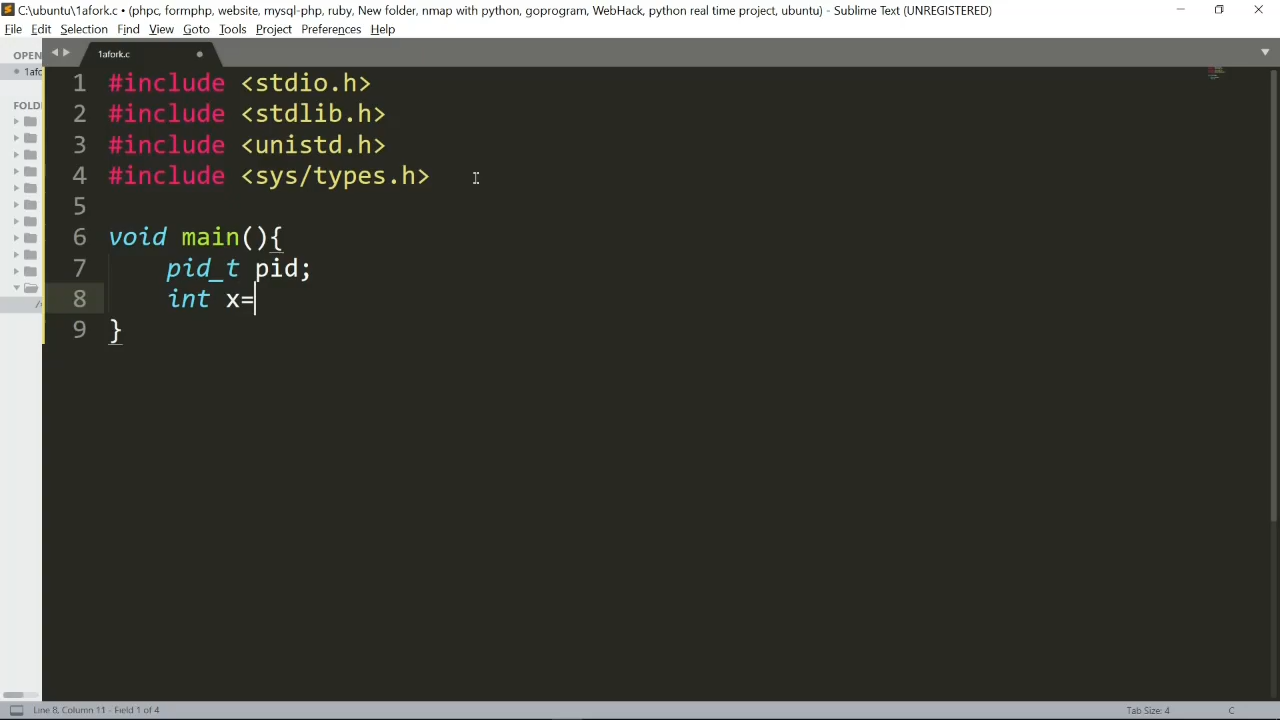 C:\ubuntu\1afork.c • (phpc, formphp, website, mysql-php, ruby, New folder, nmap with python, goprogram, WebHack, python real time project, ubuntu) - Sublime Text (UNREGISTERED)
File Edit Selection Find View Goto Tools Project Preferences Help
OPEN
1afo
FOLD
1afork.c
1 #include <stdio.h>
2 #include <stdlib.h>
3 #include <unistd.h>
4 #include <sys/types.h>
5
6 void main(){
7 pid_t pid;
8 int x=
9 }
Line 8, Column 11 - Field 1 of 4
Tab Size: 4
C